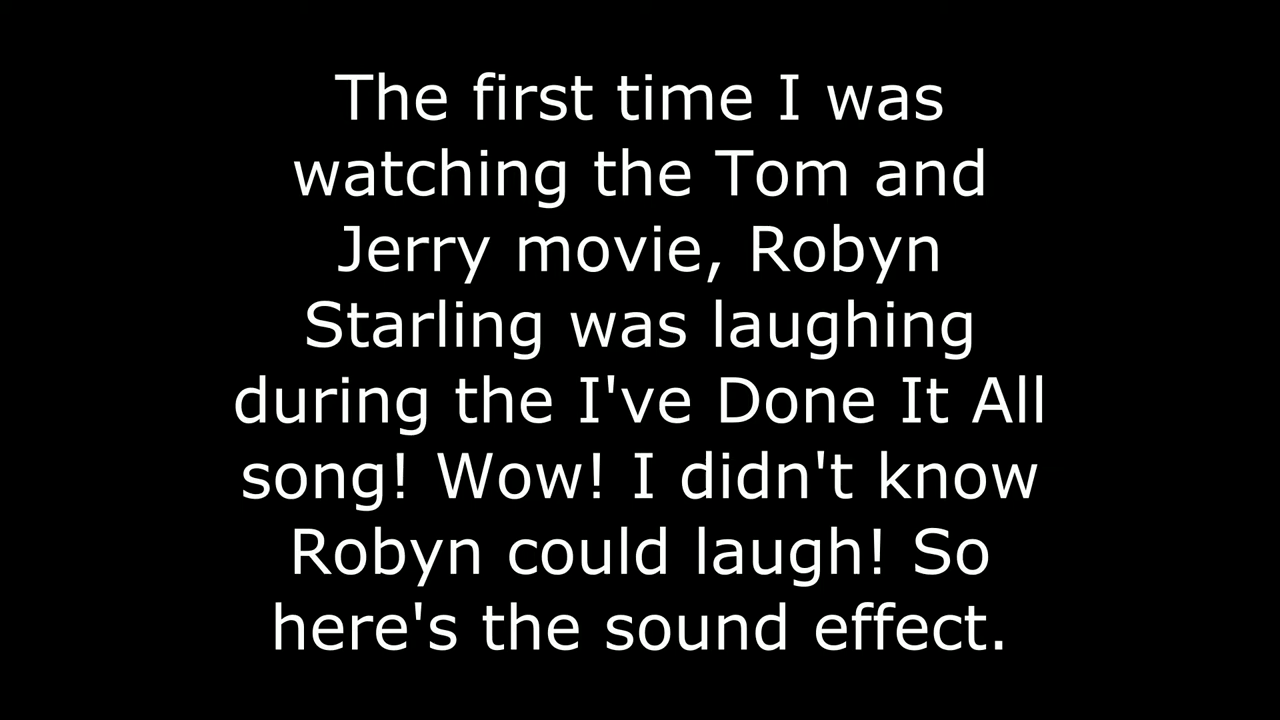 The first time I was
watching the Tom and
Jerry movie, Robyn
Starling was laughing
during the I've Done It All
song! Wow! I didn't know
Robyn could laugh! So
here's the sound effect.